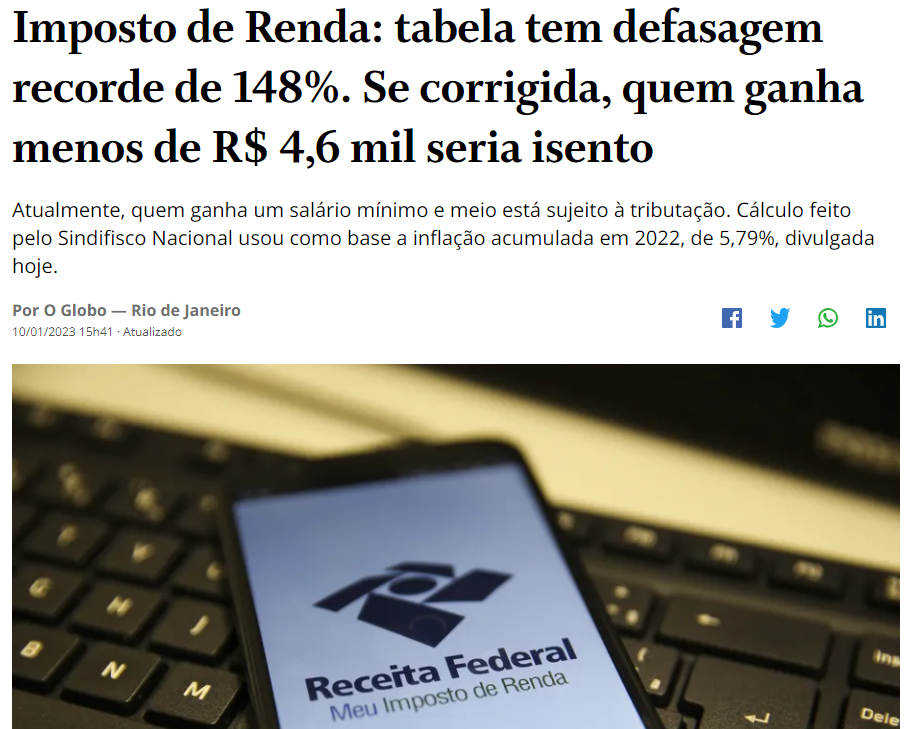 Imposto de Renda: tabela tem defasagem
recorde de 148%. Se corrigida, quem ganha
menos de R$ 4,6 mil seria isento
Atualmente, quem ganha um salário mínimo e meio está sujeito à tributação. Cálculo feito
pelo Sindifisco Nacional usou como base a inflação acumulada em 2022, de 5,79%, divulgada
hoje.
Por O Globo — Rio de Janeiro
10/01/2023 15h41 · Atualizado
Receita Federal
Meu Imposto de Renda
G H J
B N M
Ins
Dele